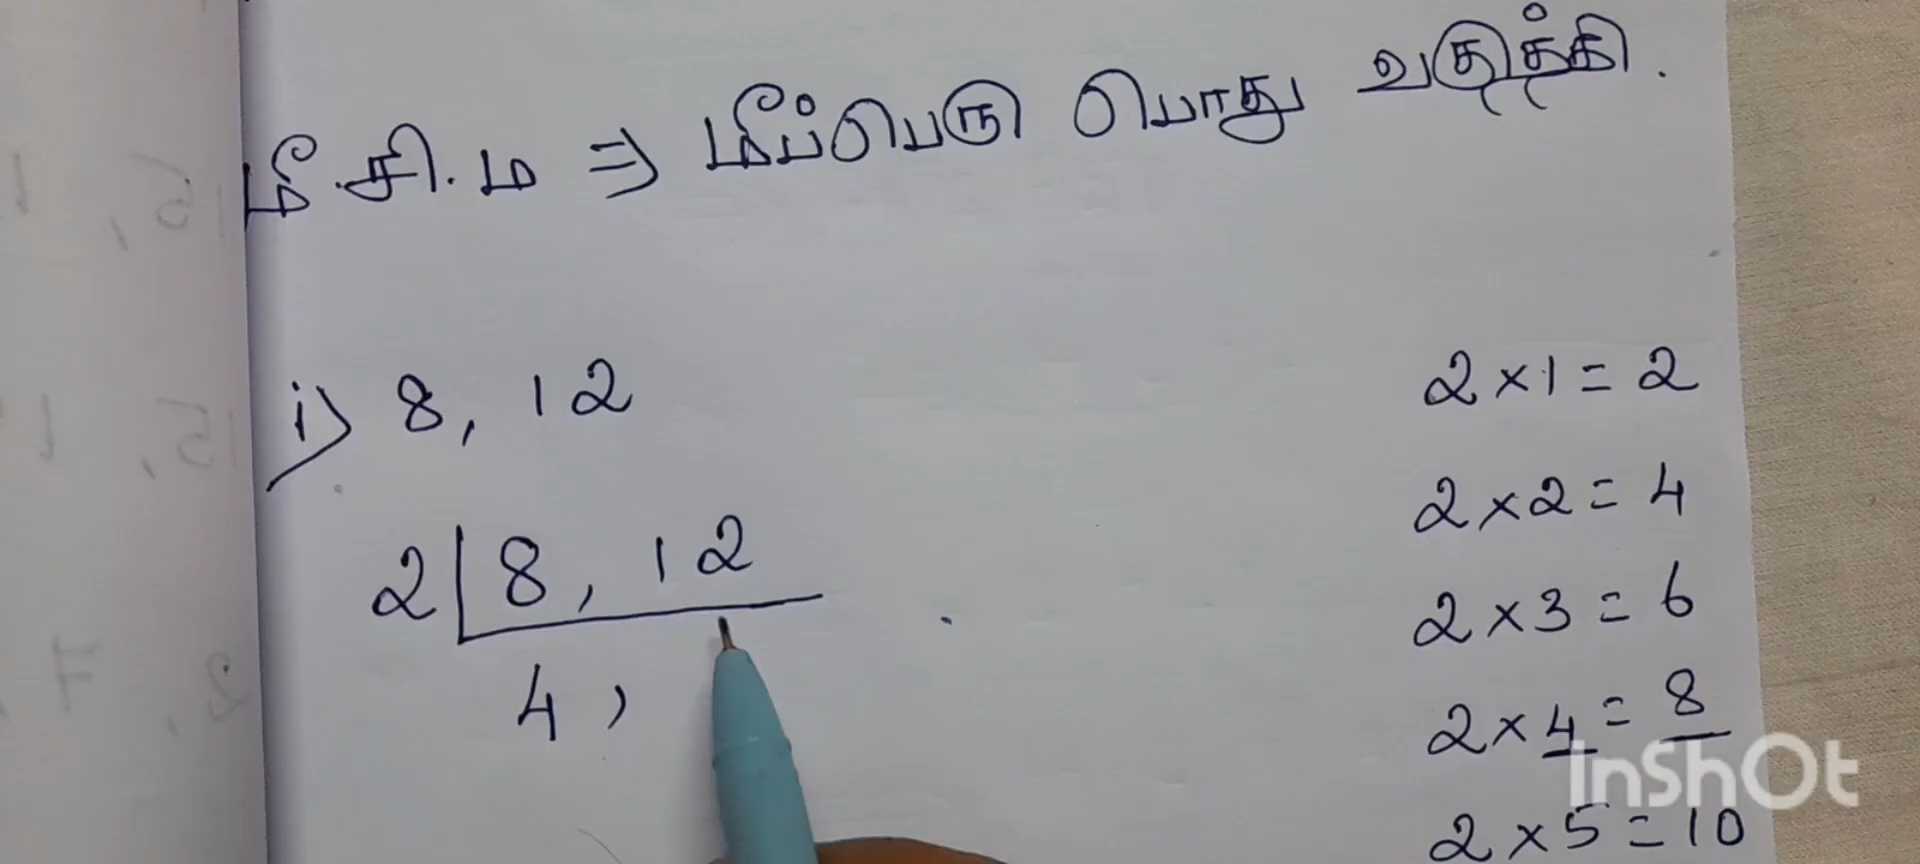 மீ.சி.ம ⇒ மீப்பெரு பொது வகுத்தி.
i) 8, 12
2 × 1 = 2
2 × 2 = 4
2 | 8, 12
2 × 3 = 6
4 ,
2 × 4 = 8
2 × 5 = 10
InShOt